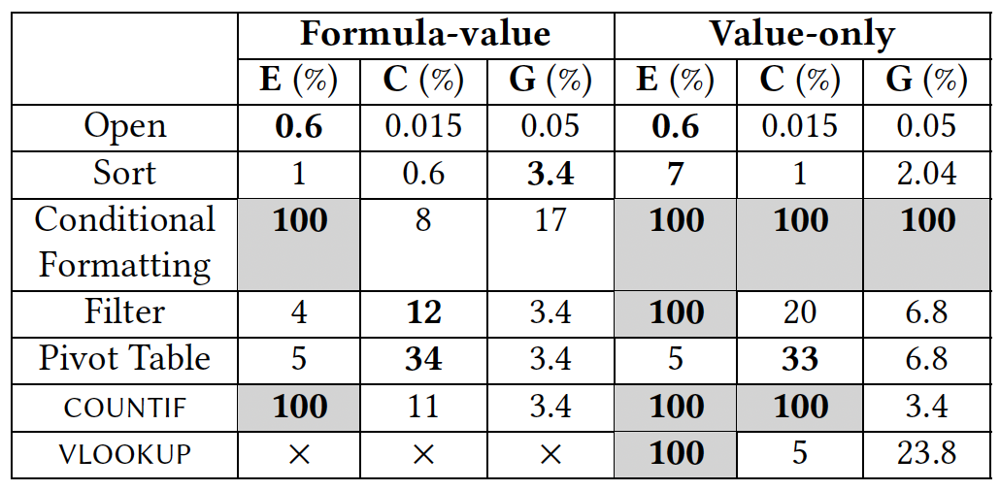 Formula-value Value-only
E (%) C (%) G (%) E (%) C (%) G (%)
Open 0.6 0.015 0.05 0.6 0.015 0.05
Sort 1 0.6 3.4 7 1 2.04
Conditional 100 8 17 100 100 100
Formatting
Filter 4 12 3.4 100 20 6.8
Pivot Table 5 34 3.4 5 33 6.8
COUNTIF 100 11 3.4 100 100 3.4
VLOOKUP × × × 100 5 23.8